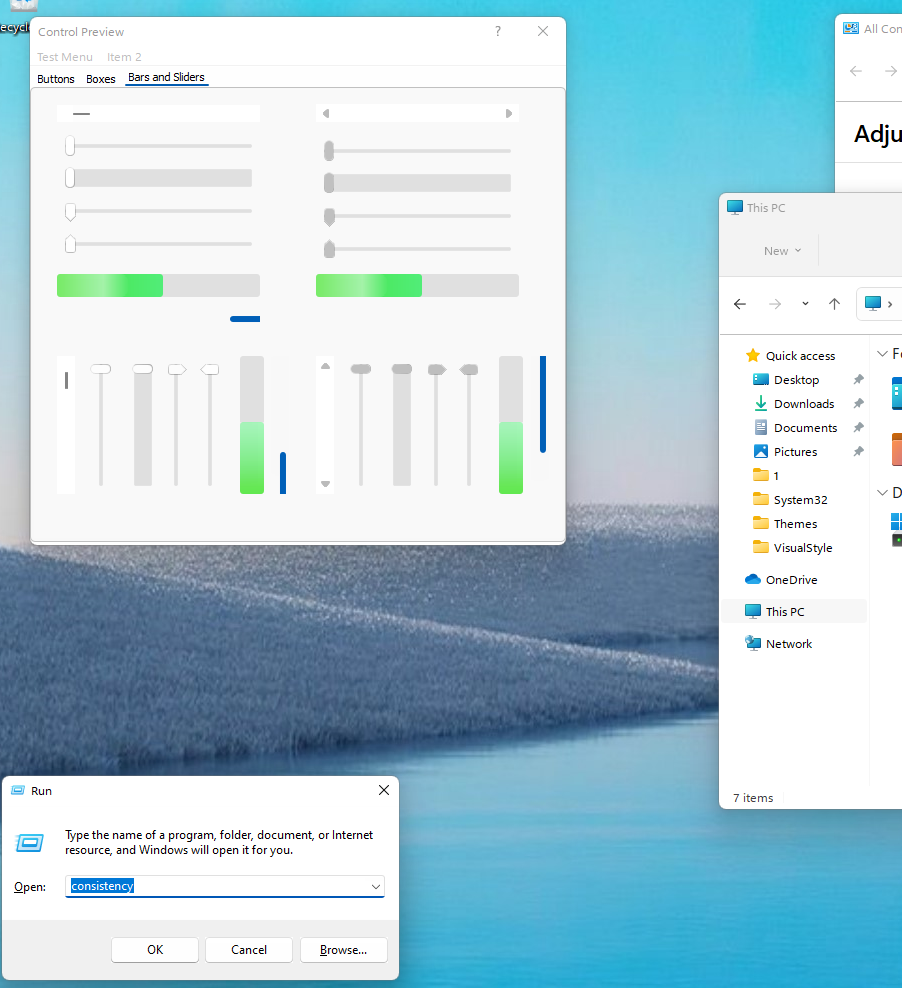 ecycl
Control Preview
?
Test Menu Item 2
Buttons Boxes Bars and Sliders
All Con
Adju
This PC
New
Quick access
Desktop
Downloads
Documents
Pictures
1
System32
Themes
VisualStyle
OneDrive
This PC
Network
7 items
Fo
D
Run
Type the name of a program, folder, document, or Internet
resource, and Windows will open it for you.
Open: consistency
OK Cancel Browse...